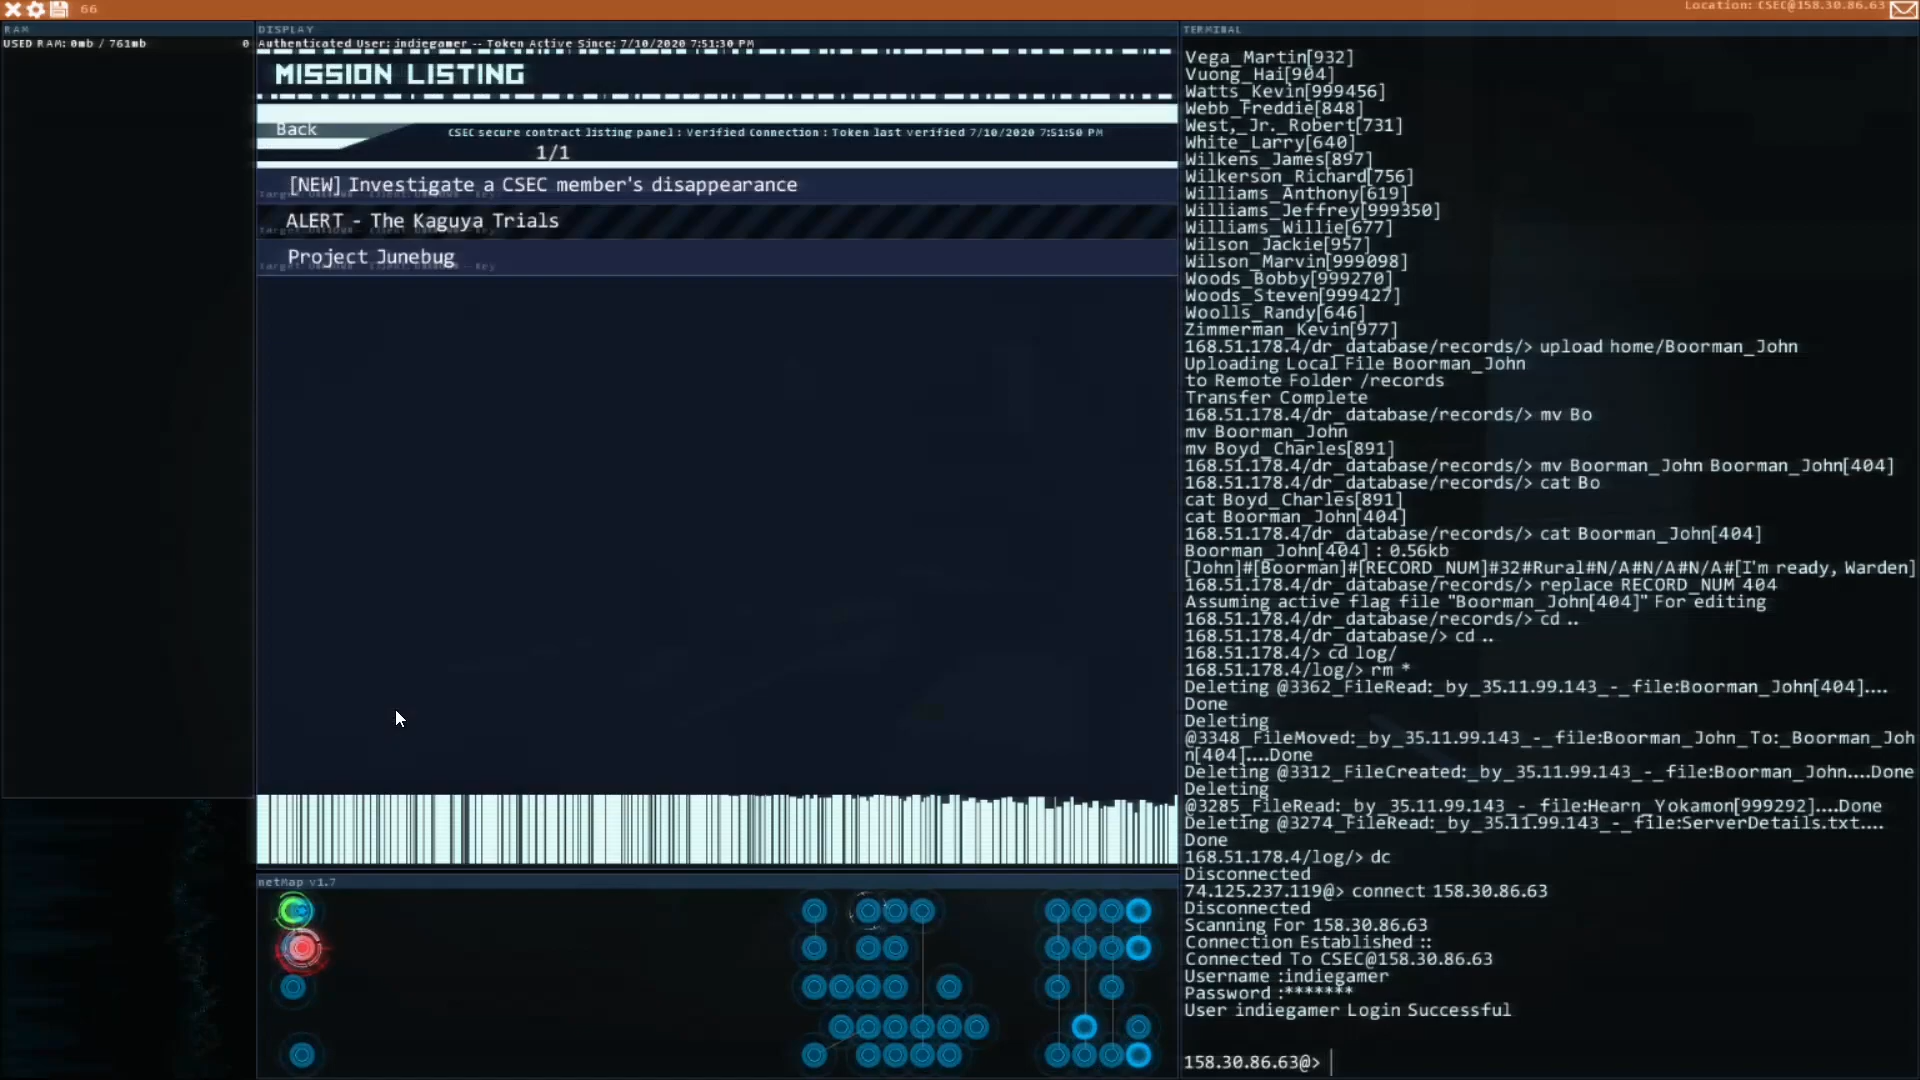 66
Location: CSEC@158.30.86.63
RAM
USED RAM: 0mb / 761mb
0
DISPLAY
Authenticated User: indiegamer -- Token Active Since: 7/10/2020 7:51:30 PM
MISSION LISTING
Back
CSEC secure contract listing panel : Verified Connection : Token last verified 7/10/2020 7:51:50 PM
1/1
[NEW] Investigate a CSEC member's disappearance
ALERT - The Kaguya Trials
Project Junebug
netMap v1.7
TERMINAL
Vega_Martin[932]
Vuong_Hai[904]
Watts_Kevin[999456]
Webb_Freddie[848]
West,_Jr._Robert[731]
White_Larry[640]
Wilkens_James[897]
Wilkerson_Richard[756]
Williams_Anthony[619]
Williams_Jeffrey[999350]
Williams_Willie[677]
Wilson_Jackie[957]
Wilson_Marvin[999098]
Woods_Bobby[999270]
Woods_Steven[999427]
Woolls_Randy[646]
Zimmerman_Kevin[977]
168.51.178.4/dr_database/records/> upload home/Boorman_John
Uploading Local File Boorman_John
to Remote Folder /records
Transfer Complete
168.51.178.4/dr_database/records/> mv Bo
mv Boorman_John
mv Boyd_Charles[891]
168.51.178.4/dr_database/records/> mv Boorman_John Boorman_John[404]
168.51.178.4/dr_database/records/> cat Bo
cat Boyd_Charles[891]
cat Boorman_John[404]
168.51.178.4/dr_database/records/> cat Boorman_John[404]
Boorman_John[404] : 0.56kb
[John]#[Boorman]#[RECORD_NUM]#32#Rural#N/A#N/A#N/A#[I'm ready, Warden]
168.51.178.4/dr_database/records/> replace RECORD_NUM 404
Assuming active flag file "Boorman_John[404]" For editing
168.51.178.4/dr_database/records/> cd ..
168.51.178.4/dr_database/> cd ..
168.51.178.4/> cd log/
168.51.178.4/log/> rm *
Deleting @3362_FileRead:_by_35.11.99.143_-_file:Boorman_John[404]....
Done
Deleting
@3348_FileMoved:_by_35.11.99.143_-_file:Boorman_John_To:_Boorman_Joh
n[404]....Done
Deleting @3312_FileCreated:_by_35.11.99.143_-_file:Boorman_John....Done
Deleting
@3285_FileRead:_by_35.11.99.143_-_file:Hearn_Yokamon[999292]....Done
Deleting @3274_FileRead:_by_35.11.99.143_-_file:ServerDetails.txt....
Done
168.51.178.4/log/> dc
Disconnected
74.125.237.119@> connect 158.30.86.63
Disconnected
Scanning For 158.30.86.63
Connection Established ::
Connected To CSEC@158.30.86.63
Username :indiegamer
Password :*******
User indiegamer Login Successful
158.30.86.63@>